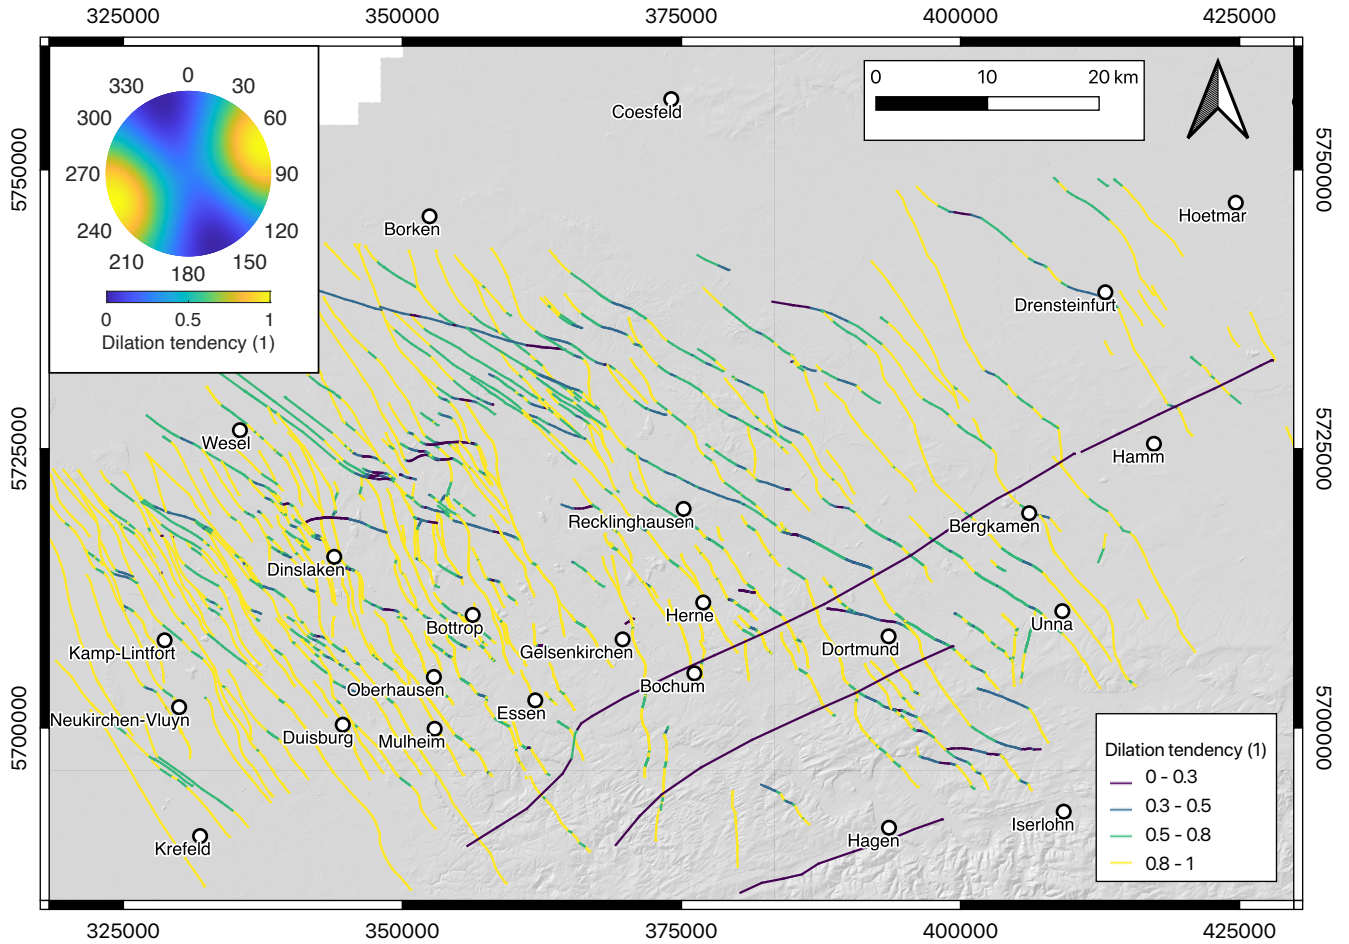 325000 350000 375000 400000 425000
0
330 30
300 60
270 90
240 120
210 150
180
0 0.5 1
Dilation tendency (1)
0 10 20 km
Coesfeld
5750000 5750000
Hoetmar
Borken
Drensteinfurt
Wesel
5725000 5725000
Hamm
Recklinghausen
Bergkamen
Dinslaken
Herne
Bottrop
Unna
Kamp-Lintfort
Gelsenkirchen
Dortmund
Oberhausen
Bochum
Neukirchen-Vluyn
Essen
Duisburg
Mulheim
5700000 5700000
Dilation tendency (1)
0 - 0.3
0.3 - 0.5
0.5 - 0.8
0.8 - 1
Iserlohn
Hagen
Krefeld
325000 350000 375000 400000 425000